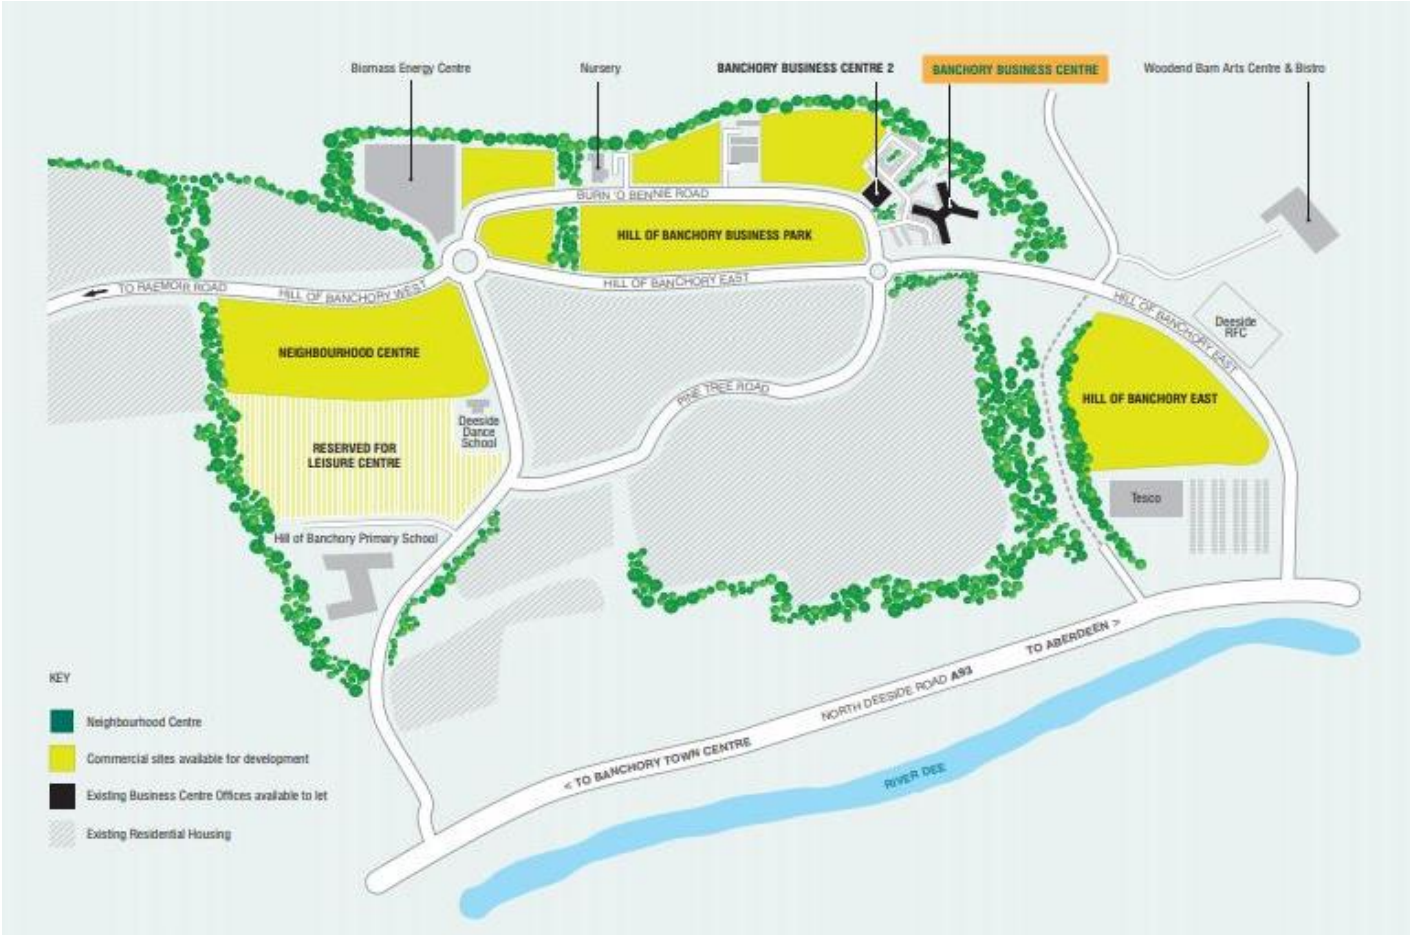 Biomass Energy Centre
Nursery
BANCHORY BUSINESS CENTRE 2
BANCHORY BUSINESS CENTRE
Woodend Barn Arts Centre & Bistro
BURN 'O BENNIE ROAD
HILL OF BANCHORY BUSINESS PARK
TO RAEMOIR ROAD
HILL OF BANCHORY WEST
HILL OF BANCHORY EAST
HILL OF BANCHORY EAST
Deeside
RFC
NEIGHBOURHOOD CENTRE
PINE TREE ROAD
HILL OF BANCHORY EAST
Deeside
Dance
School
RESERVED FOR
LEISURE CENTRE
Tesco
Hill of Banchory Primary School
TO ABERDEEN >
NORTH DEESIDE ROAD A93
< TO BANCHORY TOWN CENTRE
RIVER DEE
KEY
Neighbourhood Centre
Commercial sites available for development
Existing Business Centre Offices available to let
Existing Residential Housing